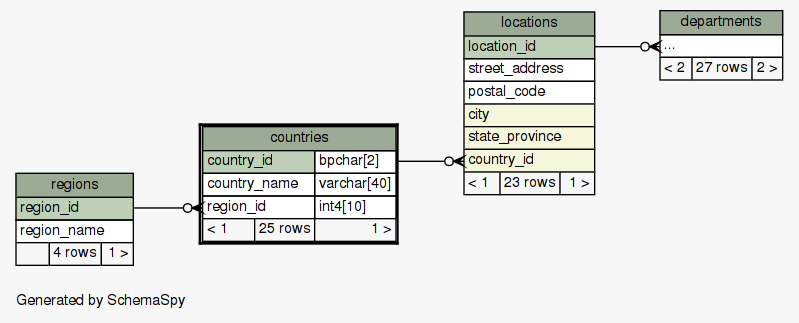 regions
region_id
region_name
4 rows 1 >
countries
country_id bpchar[2]
country_name varchar[40]
region_id int4[10]
< 1 25 rows 1 >
locations
location_id
street_address
postal_code
city
state_province
country_id
< 1 23 rows 1 >
departments
...
< 2 27 rows 2 >
Generated by SchemaSpy